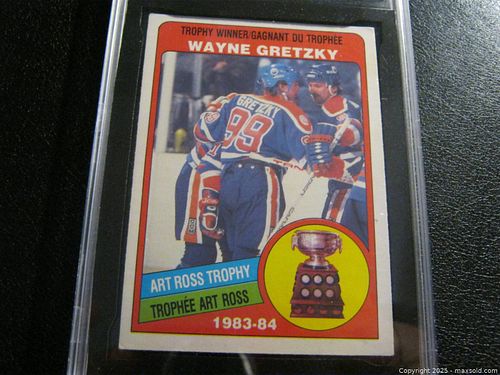 TROPHY WINNER/GAGNANT DU TROPHÉE
WAYNE GRETZKY
GRETZKY
99
ART ROSS TROPHY
TROPHÉE ART ROSS
1983-84
Copyright © 2025 - maxsold.com